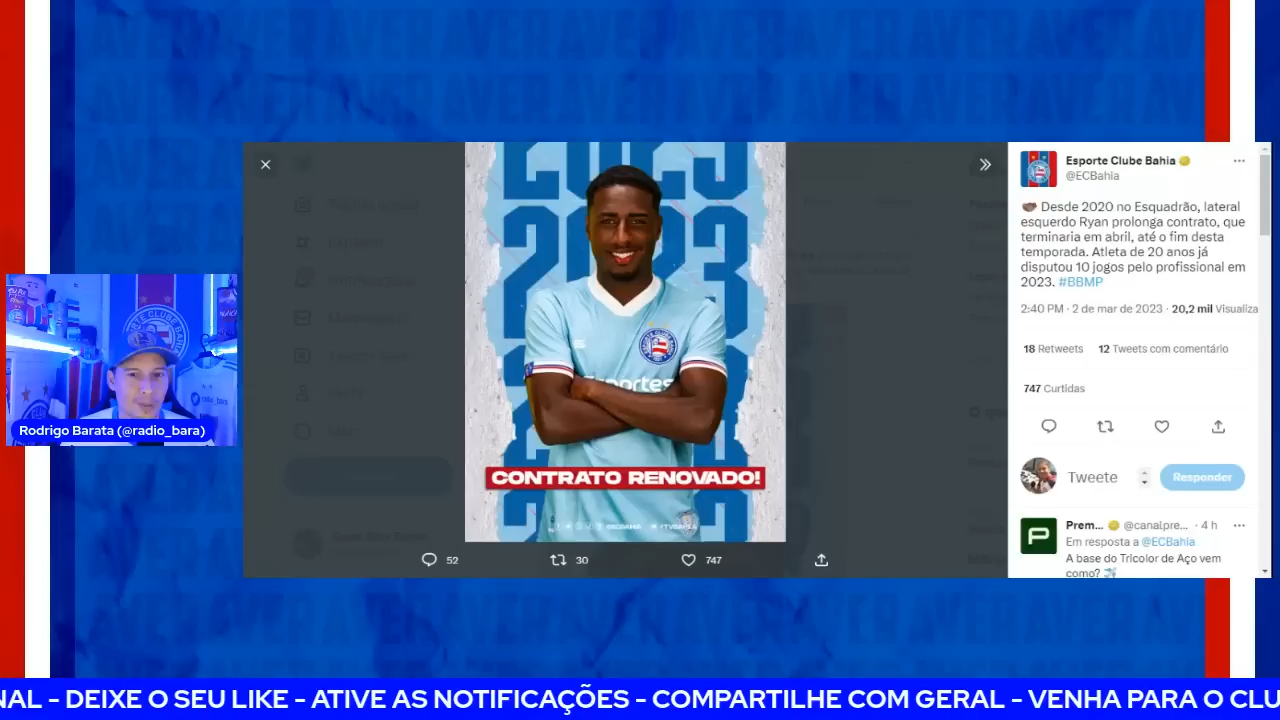 Esporte Clube Bahia
@ECBahia
Desde 2020 no Esquadrão, lateral
esquerdo Ryan prolonga contrato, que
terminaria em abril, até o fim desta
temporada. Atleta de 20 anos já
disputou 10 jogos pelo profissional em
2023. #BBMP
2:40 PM · 2 de mar de 2023 · 20,2 mil Visualiza
18 Retweets 12 Tweets com comentário
747 Curtidas
Tweete
Responder
Prem... @canalpre... · 4 h
Em resposta a @ECBahia
A base do Tricolor de Aço vem
como?
2023
2023
Esportes
CONTRATO RENOVADO!
52 30 747
Rodrigo Barata (@radio_bara)
NAL - DEIXE O SEU LIKE - ATIVE AS NOTIFICAÇÕES - COMPARTILHE COM GERAL - VENHA PARA O CLU